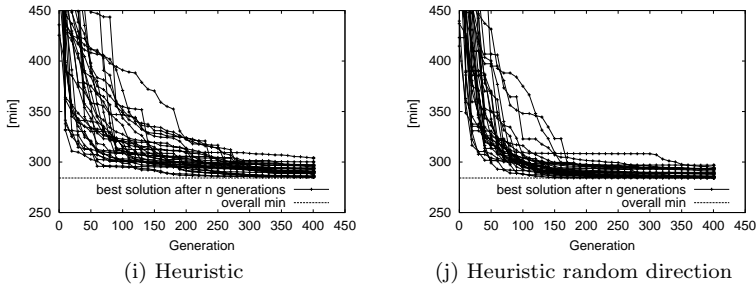 450
400
350
300
250
[min]
0 50 100 150 200 250 300 350 400 450
Generation
best solution after n generations
overall min
(i) Heuristic
450
400
350
300
250
[min]
0 50 100 150 200 250 300 350 400 450
Generation
best solution after n generations
overall min
(j) Heuristic random direction